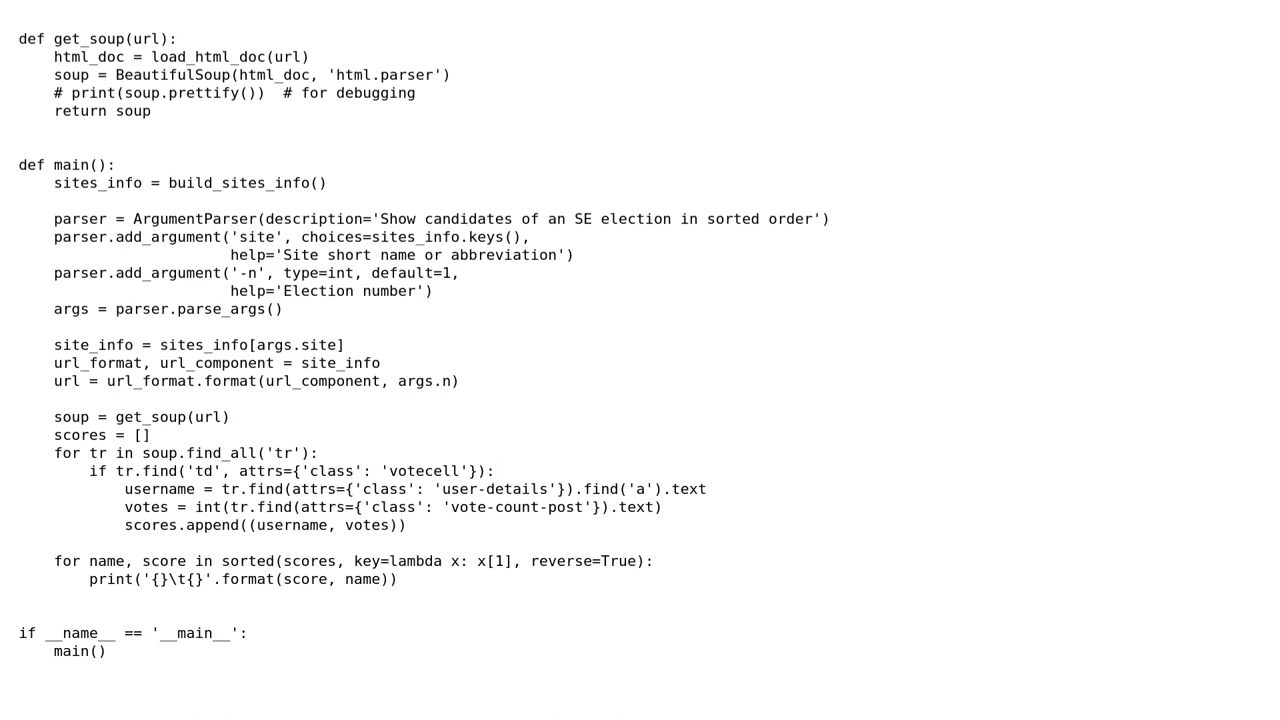 def get_soup(url):
    html_doc = load_html_doc(url)
    soup = BeautifulSoup(html_doc, 'html.parser')
    # print(soup.prettify())  # for debugging
    return soup


def main():
    sites_info = build_sites_info()

    parser = ArgumentParser(description='Show candidates of an SE election in sorted order')
    parser.add_argument('site', choices=sites_info.keys(),
                        help='Site short name or abbreviation')
    parser.add_argument('-n', type=int, default=1,
                        help='Election number')
    args = parser.parse_args()

    site_info = sites_info[args.site]
    url_format, url_component = site_info
    url = url_format.format(url_component, args.n)

    soup = get_soup(url)
    scores = []
    for tr in soup.find_all('tr'):
        if tr.find('td', attrs={'class': 'votecell'}):
            username = tr.find(attrs={'class': 'user-details'}).find('a').text
            votes = int(tr.find(attrs={'class': 'vote-count-post'}).text)
            scores.append((username, votes))

    for name, score in sorted(scores, key=lambda x: x[1], reverse=True):
        print('{}\t{}'.format(score, name))


if __name__ == '__main__':
    main()